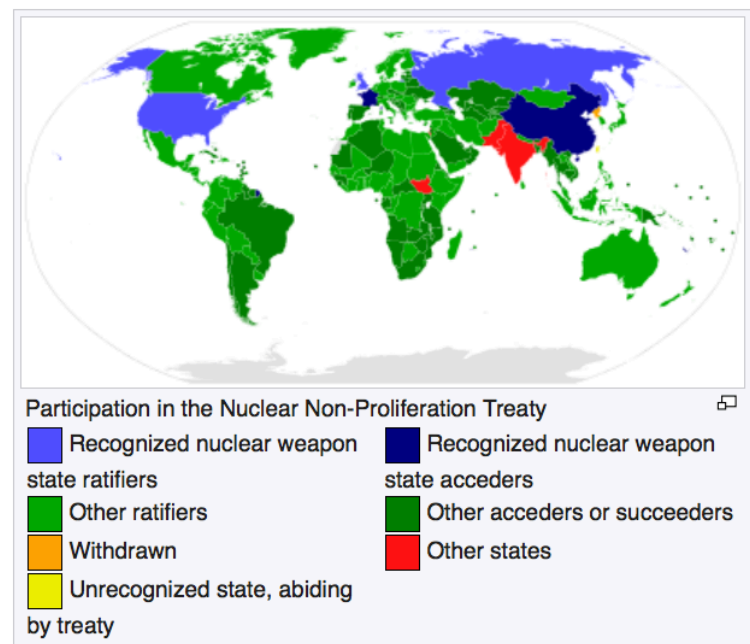 Participation in the Nuclear Non-Proliferation Treaty
Recognized nuclear weapon
state ratifiers
Recognized nuclear weapon
state acceders
Other ratifiers
Other acceders or succeeders
Withdrawn
Other states
Unrecognized state, abiding
by treaty